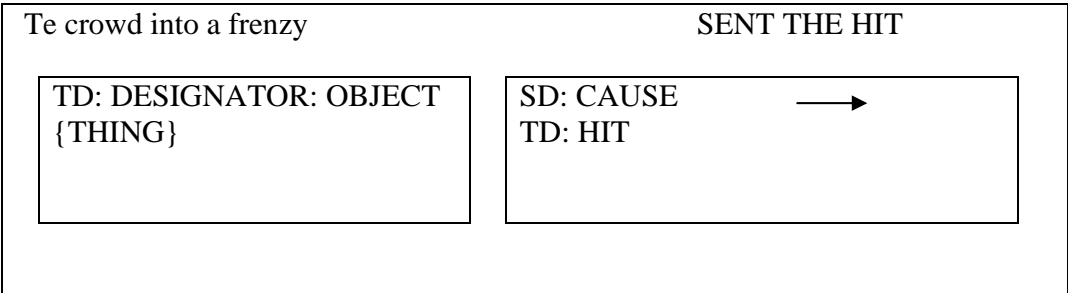 Te crowd into a frenzy SENT THE HIT
TD: DESIGNATOR: OBJECT
{THING}
SD: CAUSE
TD: HIT